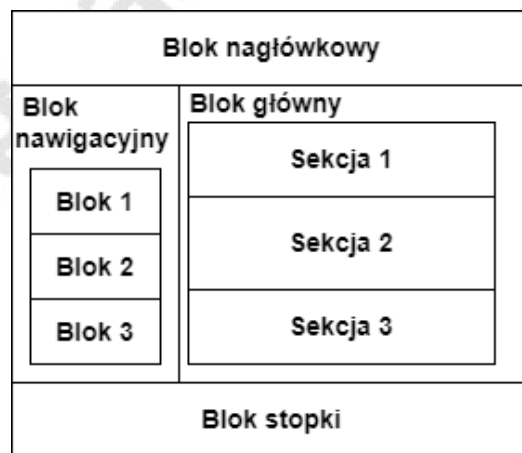 Blok nagłówkowy
Blok
nawigacyjny
Blok 1
Blok 2
Blok 3
Blok główny
Sekcja 1
Sekcja 2
Sekcja 3
Blok stopki